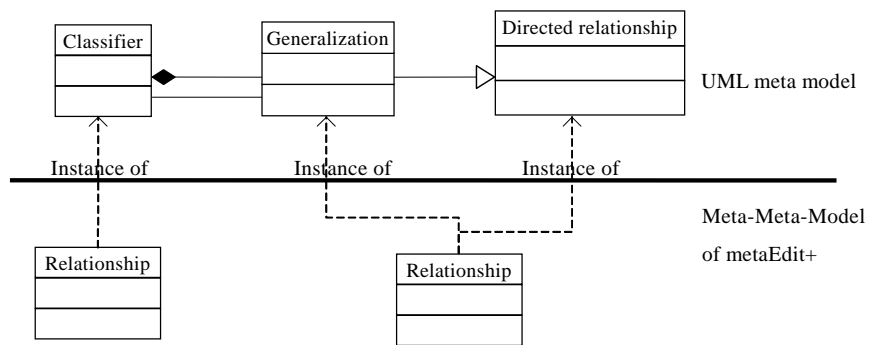 Classifier
Generalization
Directed relationship
UML meta model
Instance of
Instance of
Instance of
Meta-Meta-Model
of metaEdit+
Relationship
Relationship